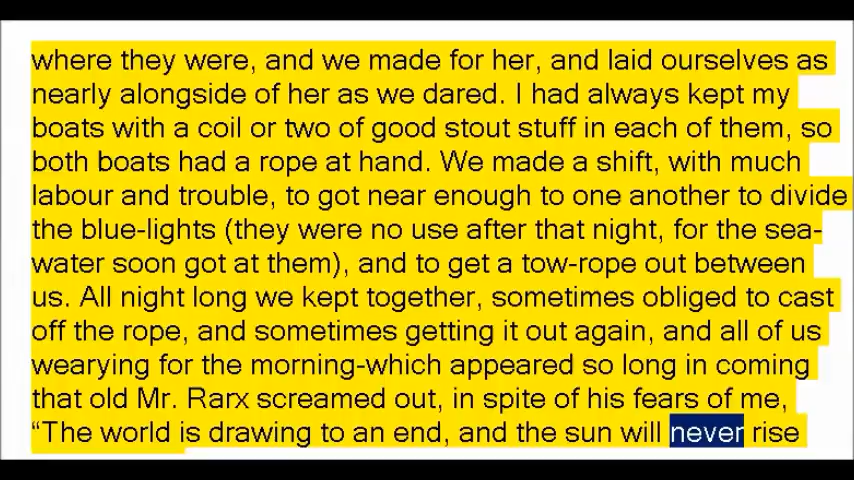 where they were, and we made for her, and laid ourselves as
nearly alongside of her as we dared. I had always kept my
boats with a coil or two of good stout stuff in each of them, so
both boats had a rope at hand. We made a shift, with much
labour and trouble, to got near enough to one another to divide
the blue-lights (they were no use after that night, for the sea-
water soon got at them), and to get a tow-rope out between
us. All night long we kept together, sometimes obliged to cast
off the rope, and sometimes getting it out again, and all of us
wearying for the morning-which appeared so long in coming
that old Mr. Rarx screamed out, in spite of his fears of me,
“The world is drawing to an end, and the sun will never rise